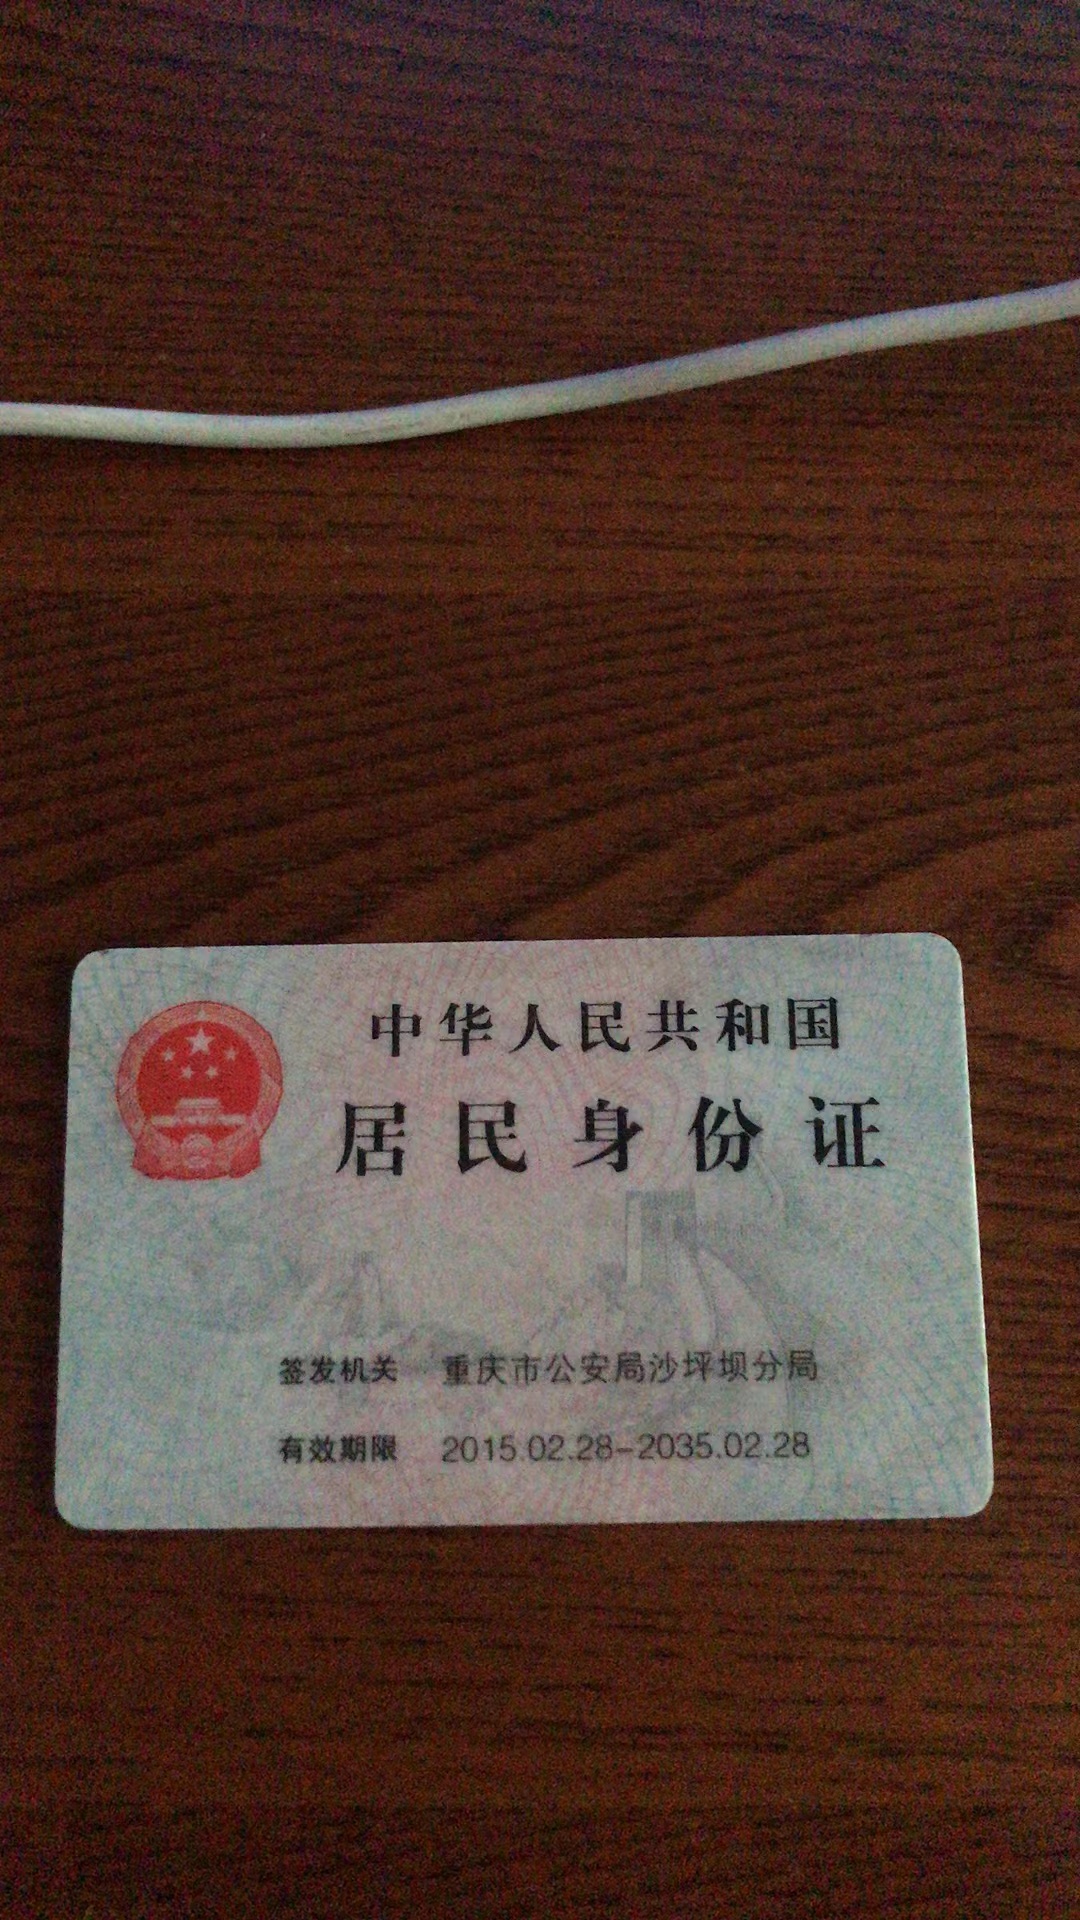 中华人民共和国
居民身份证
签发机关 重庆市公安局沙坪坝分局
有效期限 2015.02.28-2035.02.28